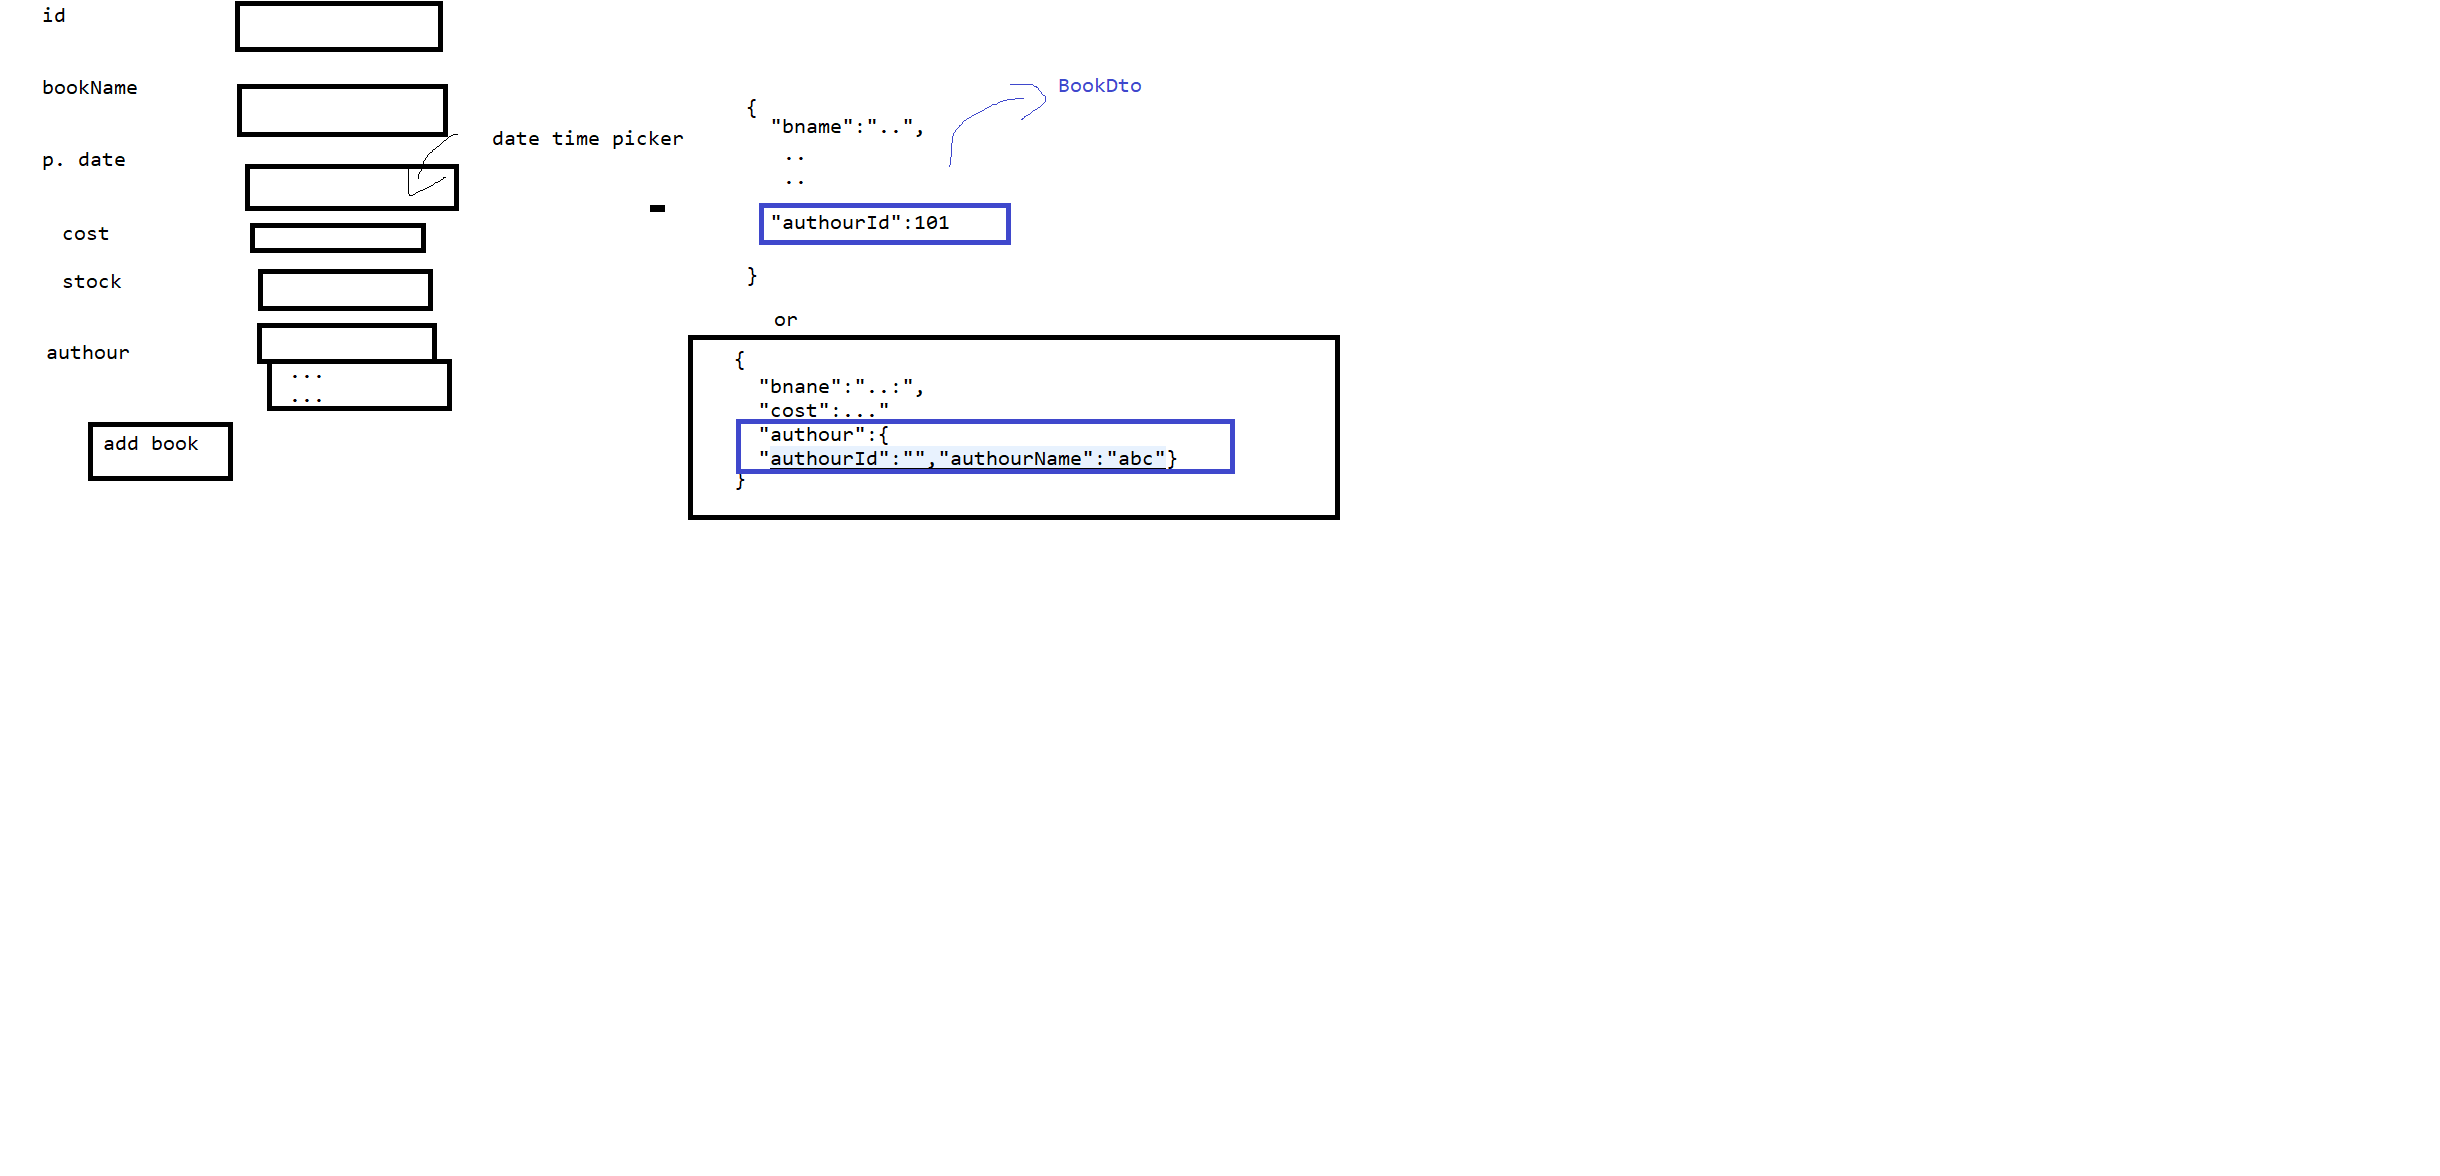 id
bookName
p. date
date time picker
cost
stock
authour
...
...
add book
BookDto
{
"bname":"..",
..
..
"authourId":101
}
or
{
"bnane":"..:",
"cost":..."
"authour":{
"authourId":"","authourName":"abc"}
}